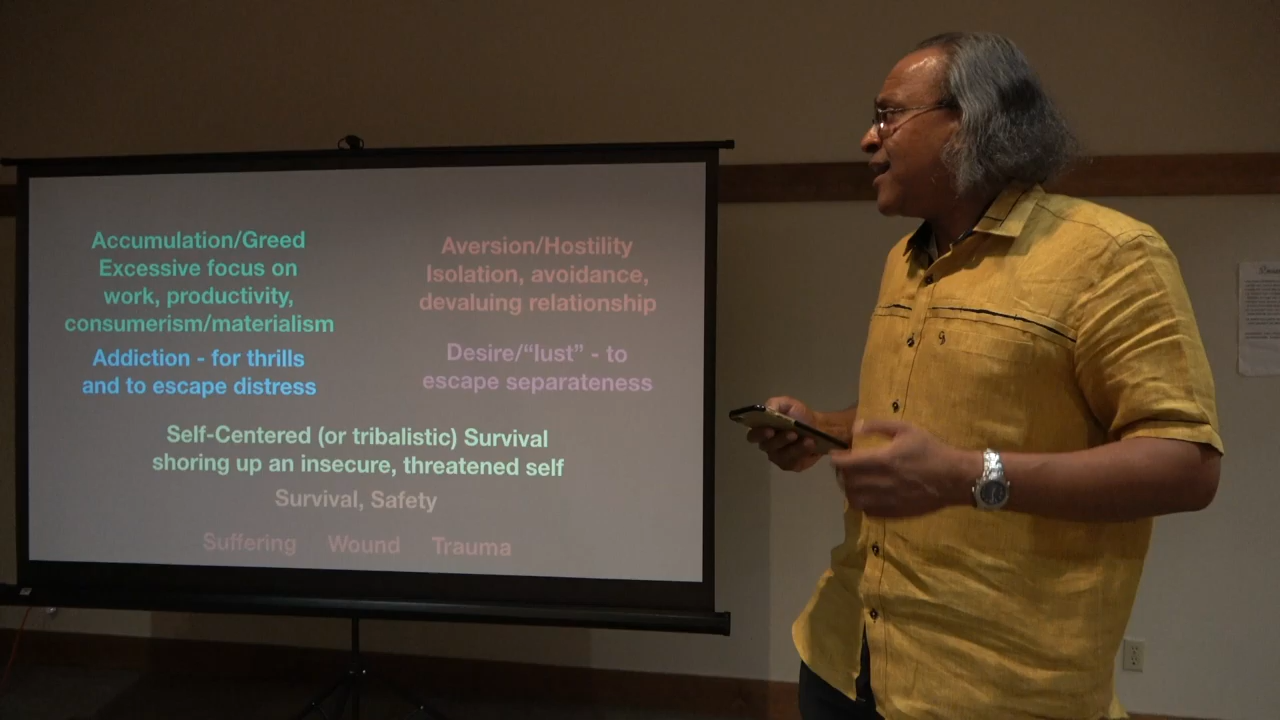 Accumulation/Greed
Excessive focus on
work, productivity,
consumerism/materialism
Addiction - for thrills
and to escape distress
Aversion/Hostility
Isolation, avoidance,
devaluing relationship
Desire/“lust” - to
escape separateness
Self-Centered (or tribalistic) Survival
shoring up an insecure, threatened self
Survival, Safety
Suffering Wound Trauma